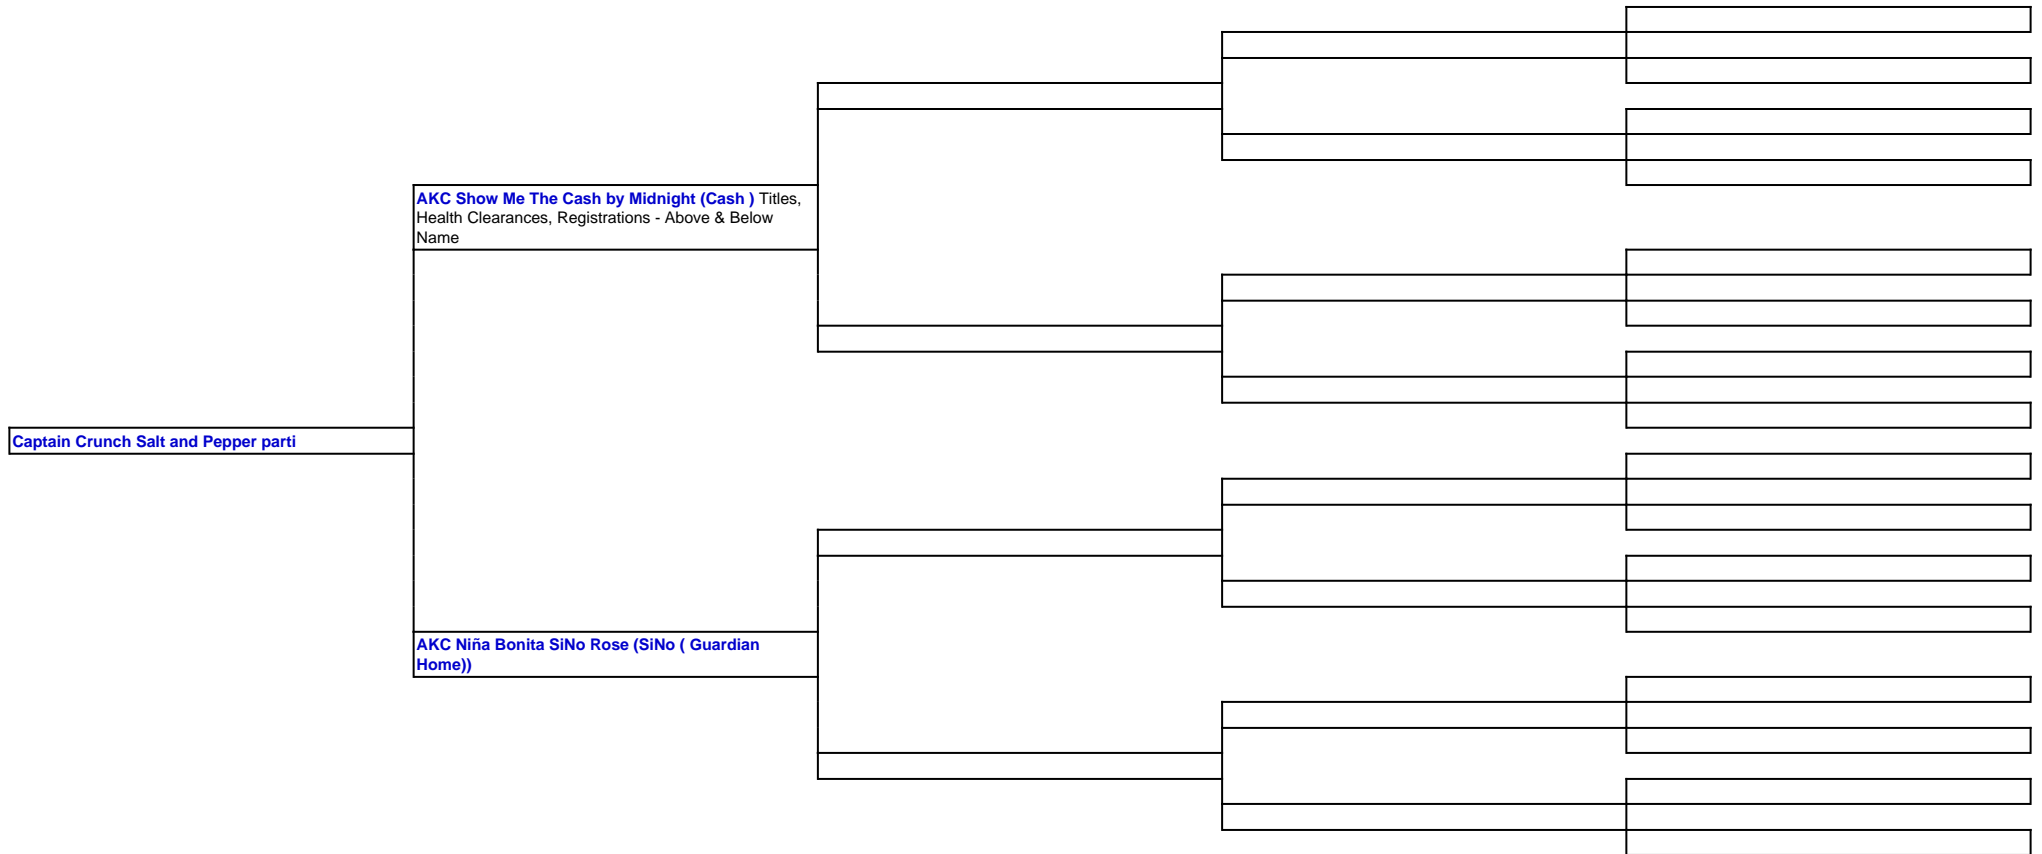 AKC Show Me The Cash by Midnight (Cash ) Titles,
Health Clearances, Registrations - Above & Below
Name
Captain Crunch Salt and Pepper parti
AKC Niña Bonita SiNo Rose (SiNo ( Guardian
Home))